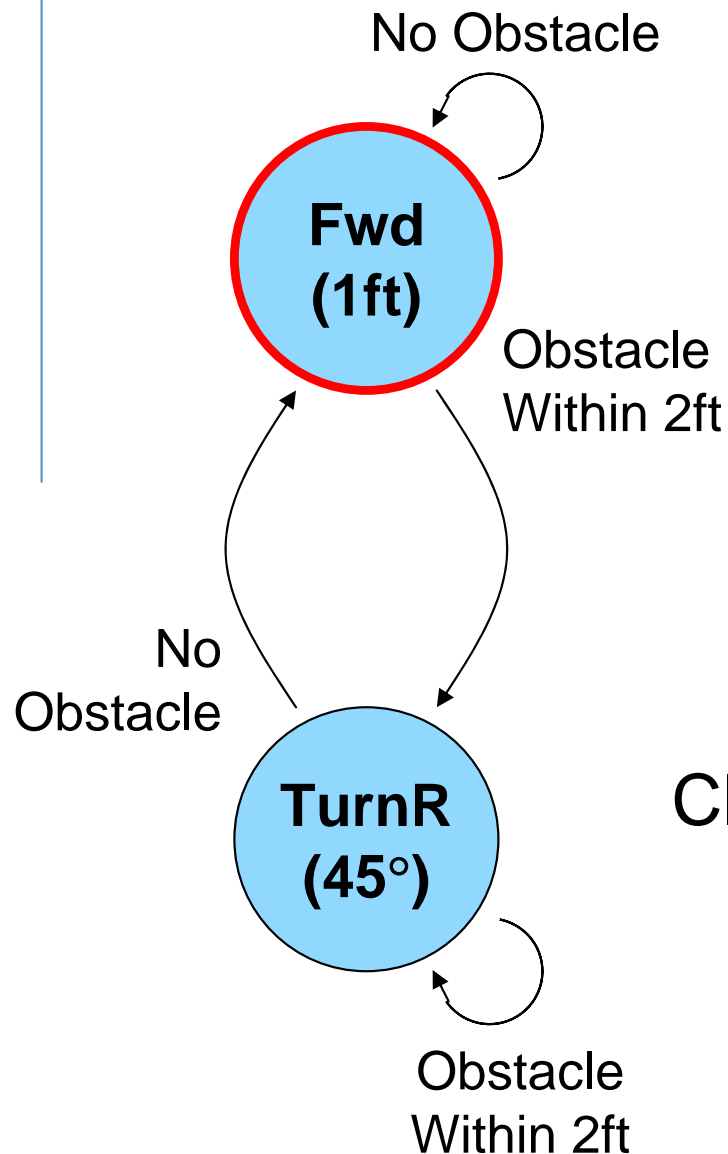 No Obstacle
Fwd
(1ft)
Obstacle
Within 2ft
No
Obstacle
TurnR
(45°)
Obstacle
Within 2ft